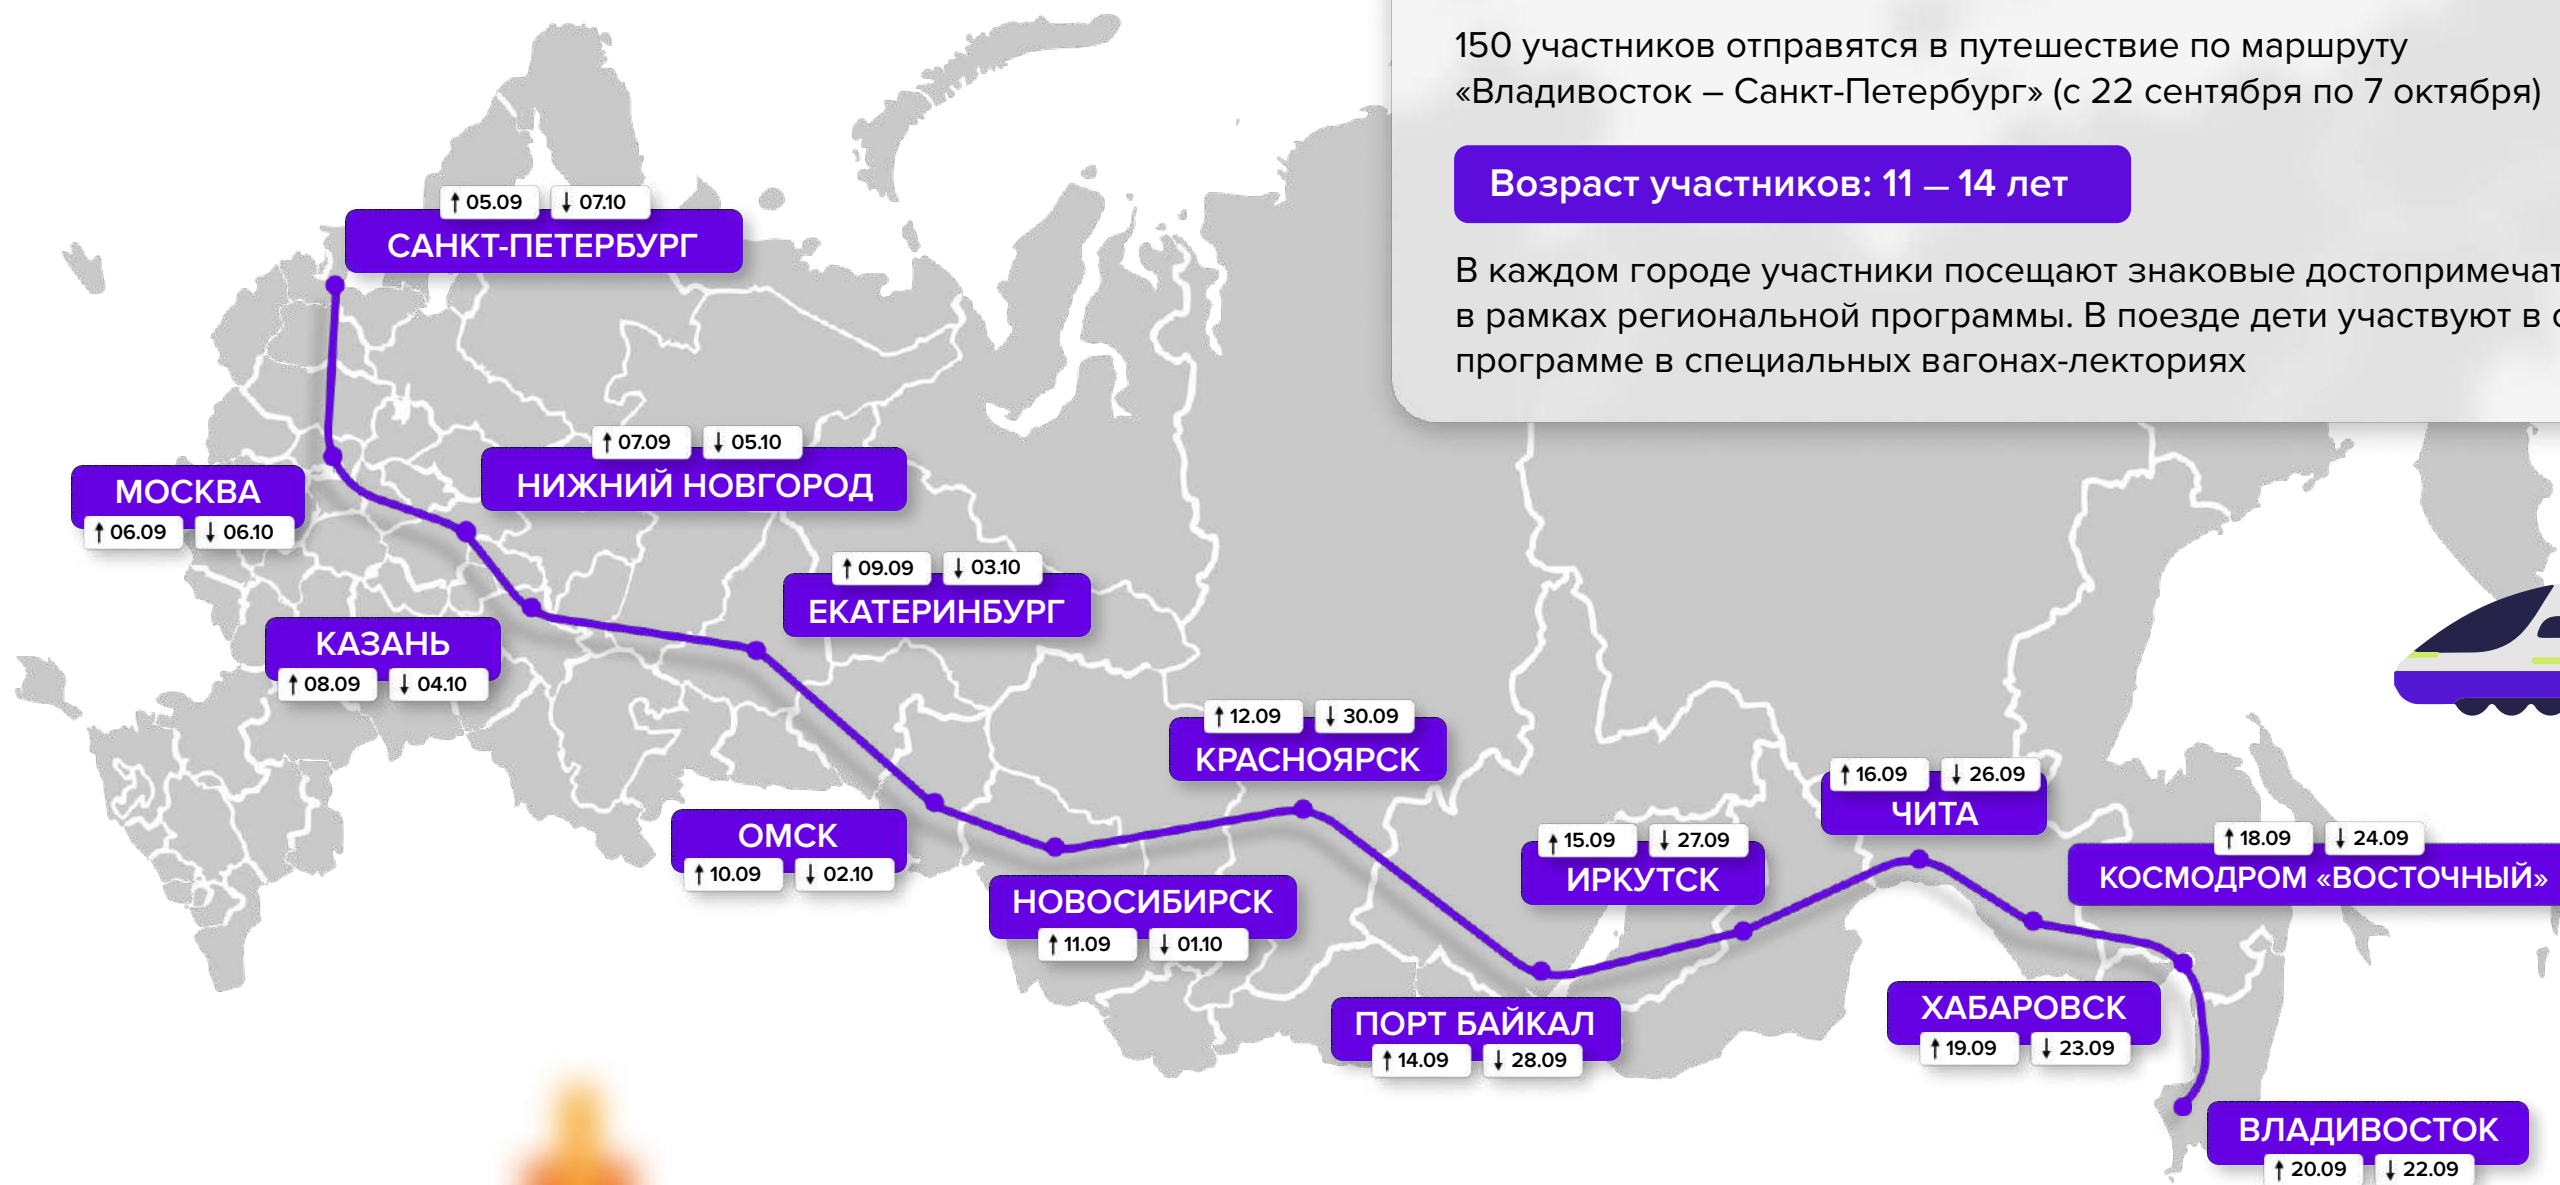 150 участников отправятся в путешествие по маршруту
«Владивосток – Санкт-Петербург» (с 22 сентября по 7 октября)
Возраст участников: 11 — 14 лет
В каждом городе участники посещают знаковые достопримечат
в рамках региональной программы. В поезде дети участвуют в
программе в специальных вагонах-лекториях
↑ 05.09 ↓ 07.10
САНКТ-ПЕТЕРБУРГ
МОСКВА
↑ 06.09 ↓ 06.10
↑ 07.09 ↓ 05.10
НИЖНИЙ НОВГОРОД
КАЗАНЬ
↑ 08.09 ↓ 04.10
↑ 09.09 ↓ 03.10
ЕКАТЕРИНБУРГ
ОМСК
↑ 10.09 ↓ 02.10
НОВОСИБИРСК
↑ 11.09 ↓ 01.10
↑ 12.09 ↓ 30.09
КРАСНОЯРСК
ПОРТ БАЙКАЛ
↑ 14.09 ↓ 28.09
↑ 15.09 ↓ 27.09
ИРКУТСК
↑ 16.09 ↓ 26.09
ЧИТА
↑ 18.09 ↓ 24.09
КОСМОДРОМ «ВОСТОЧНЫЙ»
ХАБАРОВСК
↑ 19.09 ↓ 23.09
ВЛАДИВОСТОК
↑ 20.09 ↓ 22.09